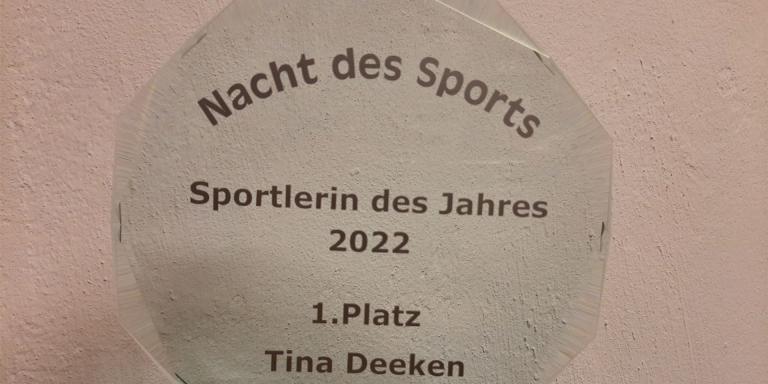 Nacht des Sports
Sportlerin des Jahres
2022
1.Platz
Tina Deeken